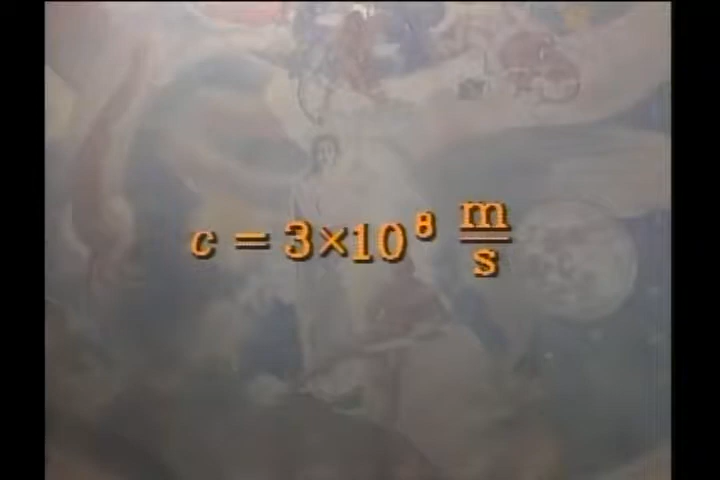 c = 3×10⁸ m/s